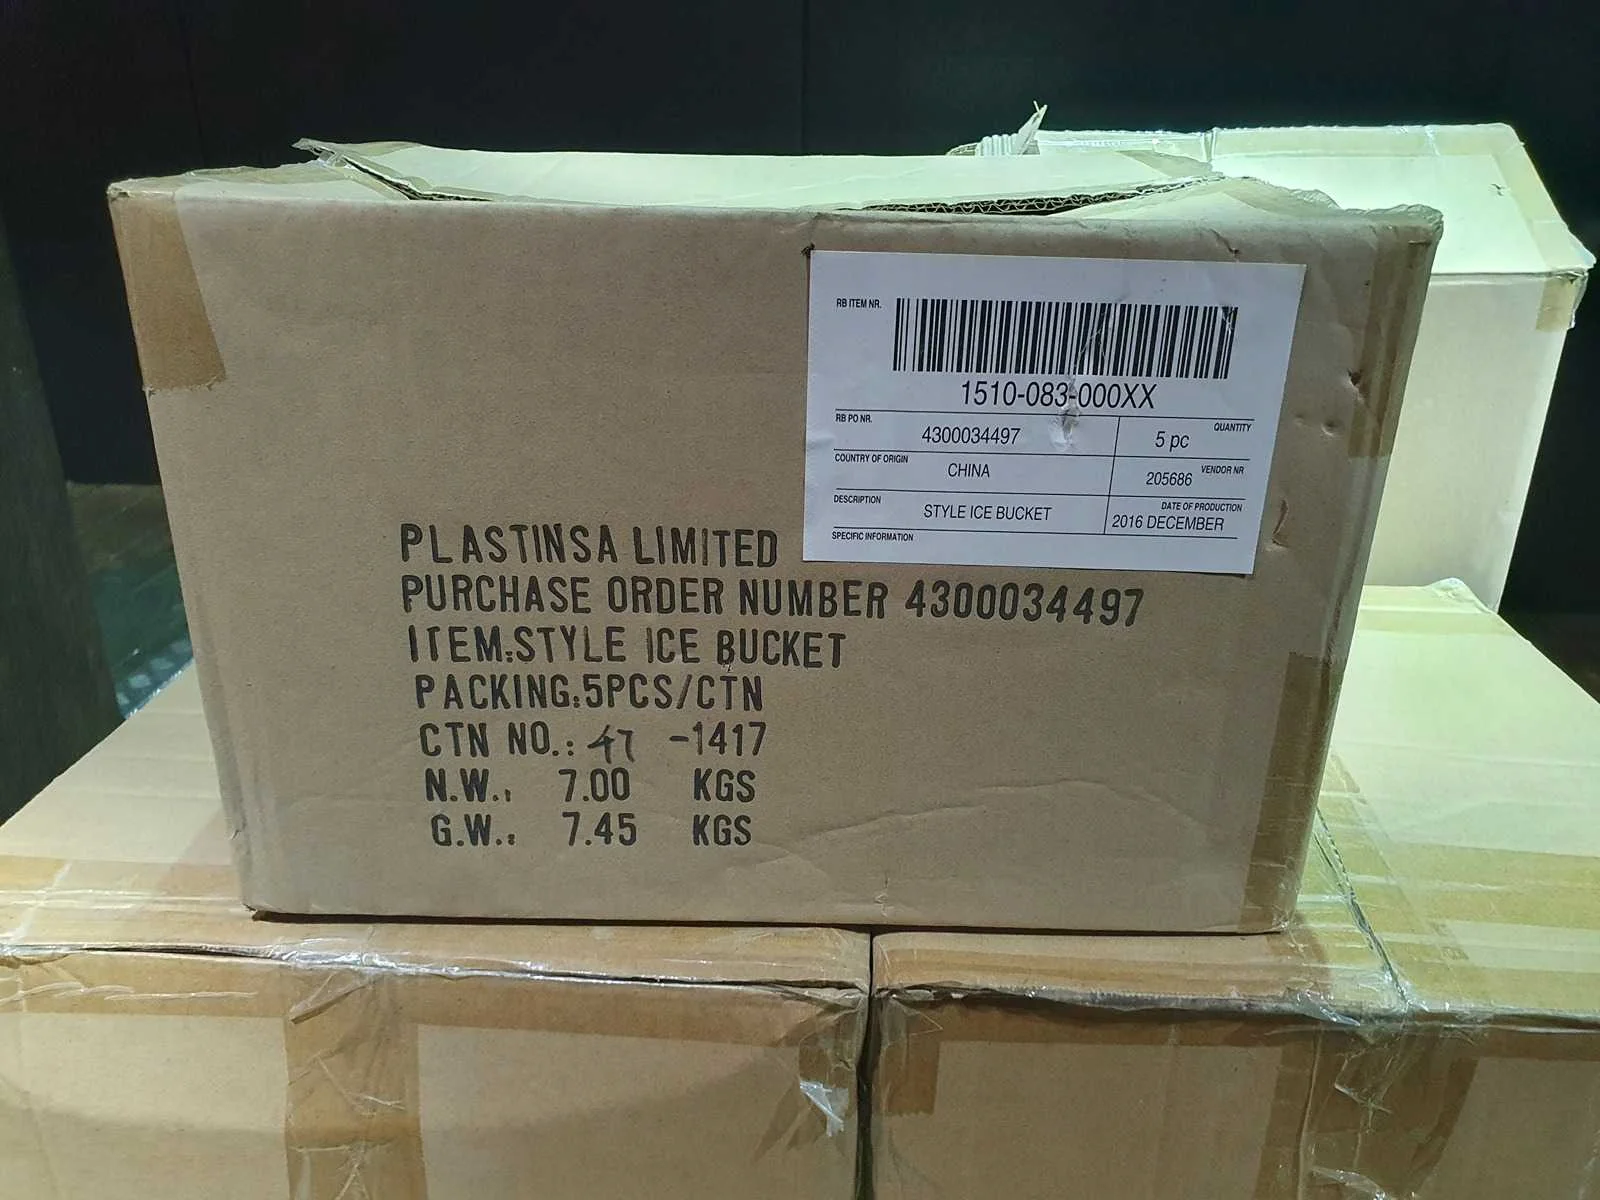 RB ITEM NR.
1510-083-000XX
RB PO NR.
4300034497
QUANTITY
5 pc
COUNTRY OF ORIGIN
CHINA
VENDOR NR
205686
DESCRIPTION
STYLE ICE BUCKET
DATE OF PRODUCTION
2016 DECEMBER
SPECIFIC INFORMATION
PLASTINSA LIMITED
PURCHASE ORDER NUMBER 4300034497
ITEM:STYLE ICE BUCKET
PACKING:5PCS/CTN
CTN NO.: 47 -1417
N.W.: 7.00 KGS
G.W.: 7.45 KGS